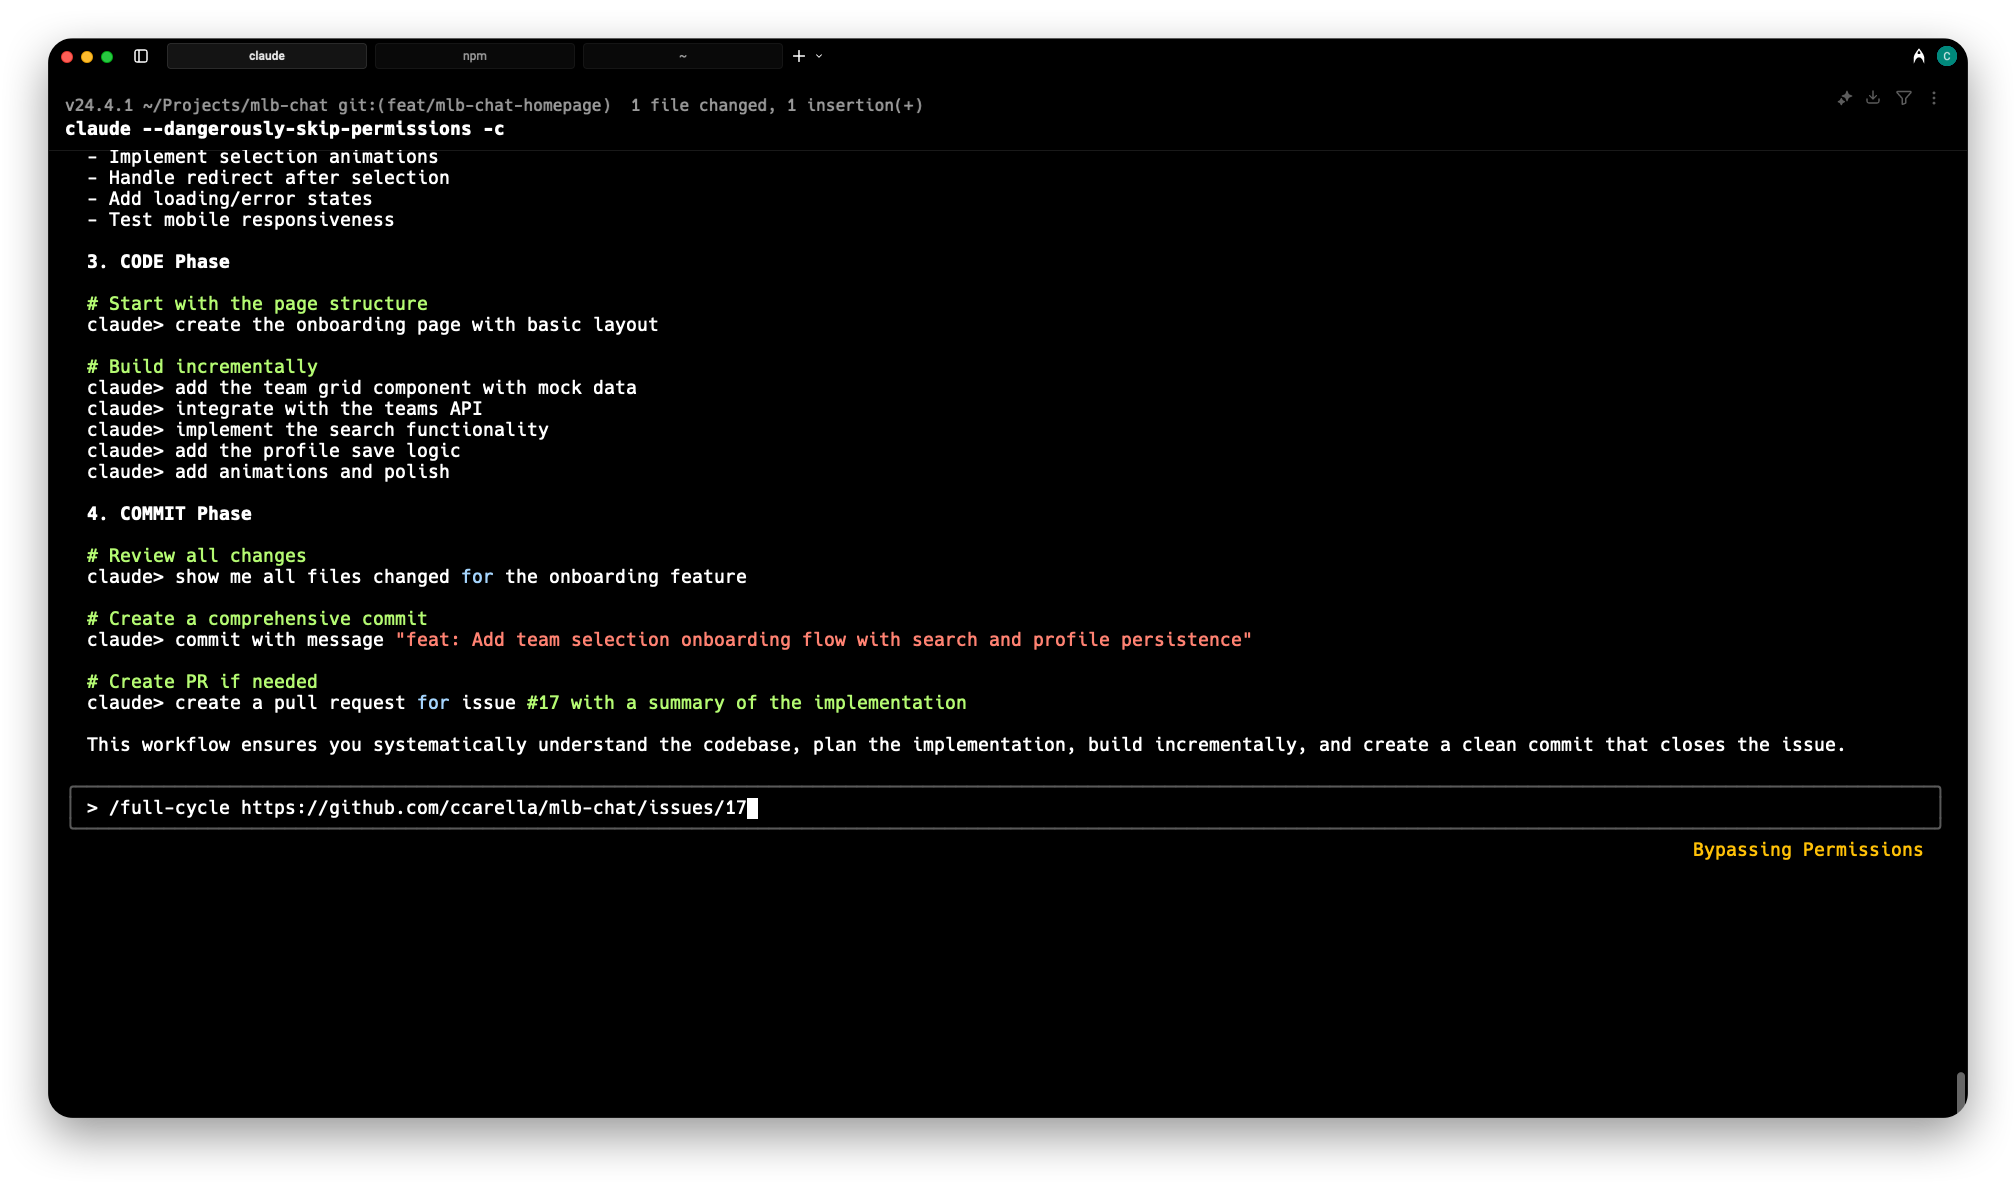 claude
npm
~
C
v24.4.1 ~/Projects/mlb-chat git:(feat/mlb-chat-homepage)  1 file changed, 1 insertion(+)
claude --dangerously-skip-permissions -c
- Implement selection animations
- Handle redirect after selection
- Add loading/error states
- Test mobile responsiveness
3. CODE Phase
# Start with the page structure
claude> create the onboarding page with basic layout
# Build incrementally
claude> add the team grid component with mock data
claude> integrate with the teams API
claude> implement the search functionality
claude> add the profile save logic
claude> add animations and polish
4. COMMIT Phase
# Review all changes
claude> show me all files changed for the onboarding feature
# Create a comprehensive commit
claude> commit with message "feat: Add team selection onboarding flow with search and profile persistence"
# Create PR if needed
claude> create a pull request for issue #17 with a summary of the implementation
This workflow ensures you systematically understand the codebase, plan the implementation, build incrementally, and create a clean commit that closes the issue.
> /full-cycle https://github.com/ccarella/mlb-chat/issues/17
Bypassing Permissions